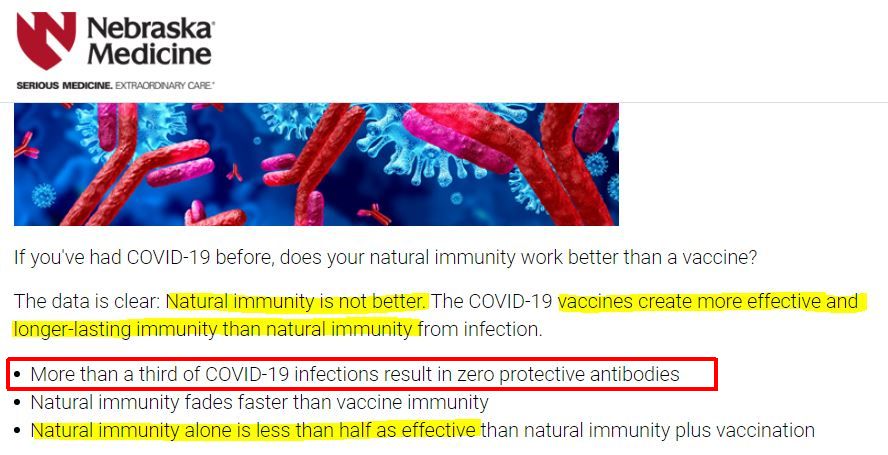 Nebraska
Medicine
SERIOUS MEDICINE. EXTRAORDINARY CARE.
If you've had COVID-19 before, does your natural immunity work better than a vaccine?
The data is clear: Natural immunity is not better. The COVID-19 vaccines create more effective and
longer-lasting immunity than natural immunity from infection.
• More than a third of COVID-19 infections result in zero protective antibodies
• Natural immunity fades faster than vaccine immunity
• Natural immunity alone is less than half as effective than natural immunity plus vaccination